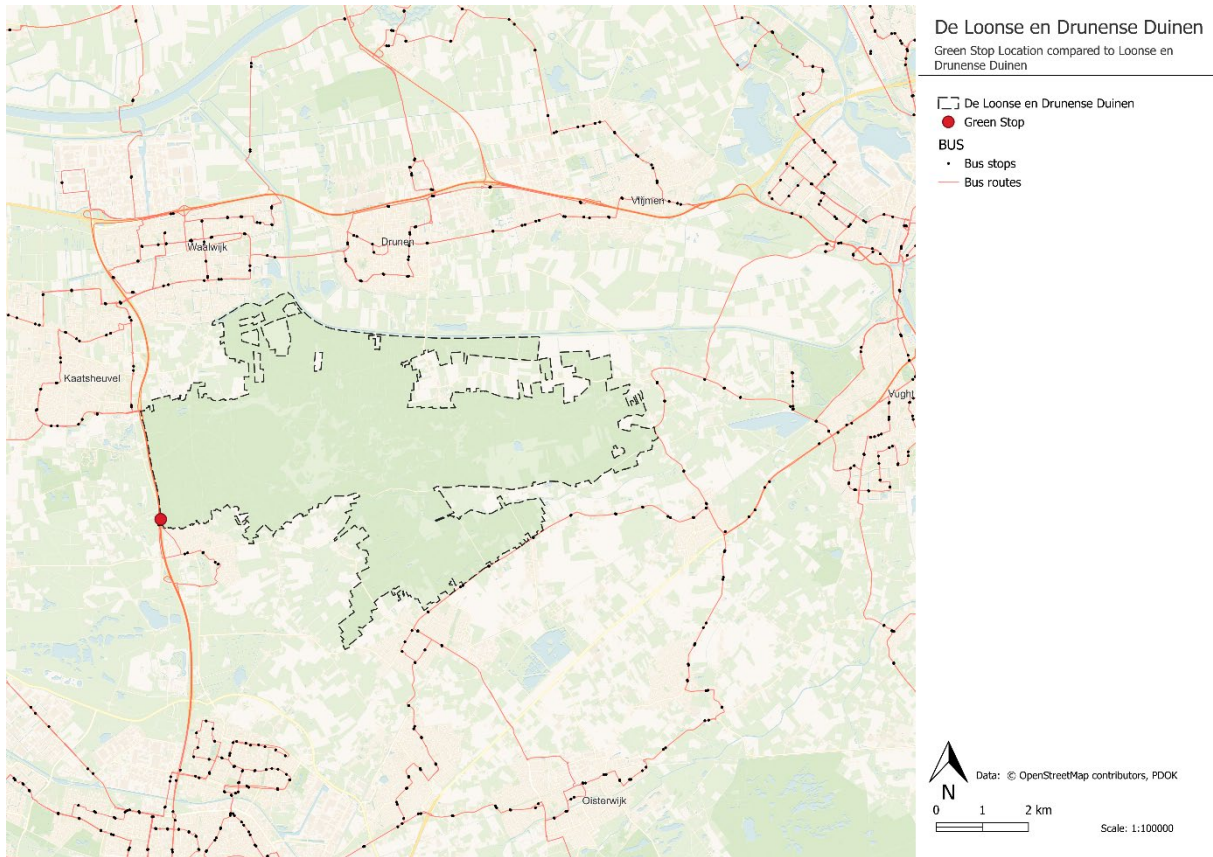 De Loonse en Drunense Duinen
Green Stop Location compared to Loonse en
Drunense Duinen
De Loonse en Drunense Duinen
Green Stop
BUS
Bus stops
Bus routes
Vlijmen
Drunen
Waalwijk
Kaatsheuvel
Vught
Oisterwijk
N
Data: © OpenStreetMap contributors, PDOK
0 1 2 km
Scale: 1:100000